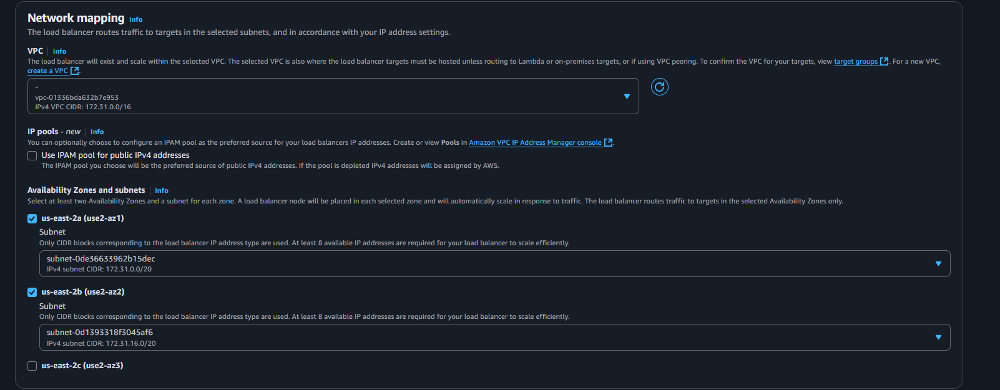 Network mapping Info
The load balancer routes traffic to targets in the selected subnets, and in accordance with your IP address settings.
VPC Info
The load balancer will exist and scale within the selected VPC. The selected VPC is also where the load balancer targets must be hosted unless routing to Lambda or on-premises targets, or if using VPC peering. To confirm the VPC for your targets, view target groups. For a new VPC,
create a VPC.
-
vpc-01336bda632b7e953
IPv4 VPC CIDR: 172.31.0.0/16
IP pools - new Info
You can optionally choose to configure an IPAM pool as the preferred source for your load balancers IP addresses. Create or view Pools in Amazon VPC IP Address Manager console.
Use IPAM pool for public IPv4 addresses
The IPAM pool you choose will be the preferred source of public IPv4 addresses. If the pool is depleted IPv4 addresses will be assigned by AWS.
Availability Zones and subnets Info
Select at least two Availability Zones and a subnet for each zone. A load balancer node will be placed in each selected zone and will automatically scale in response to traffic. The load balancer routes traffic to targets in the selected Availability Zones only.
us-east-2a (use2-az1)
Subnet
Only CIDR blocks corresponding to the load balancer IP address type are used. At least 8 available IP addresses are required for your load balancer to scale efficiently.
subnet-0de36633962b15dec
IPv4 subnet CIDR: 172.31.0.0/20
us-east-2b (use2-az2)
Subnet
Only CIDR blocks corresponding to the load balancer IP address type are used. At least 8 available IP addresses are required for your load balancer to scale efficiently.
subnet-0d1393318f3045af6
IPv4 subnet CIDR: 172.31.16.0/20
us-east-2c (use2-az3)